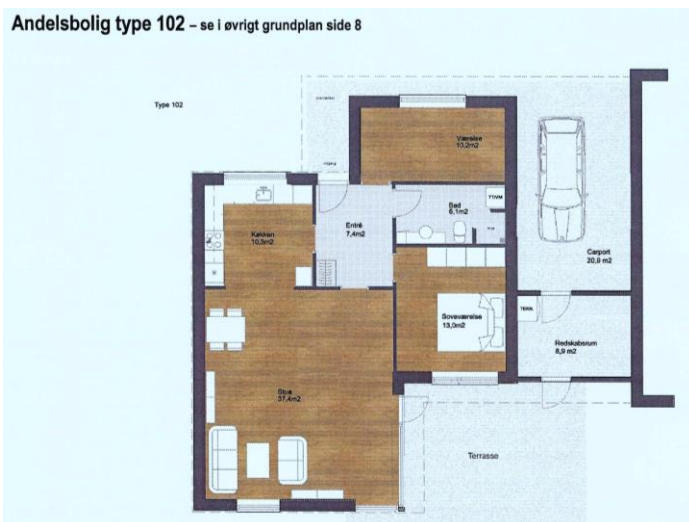 Andelsbolig type 102 – se i øvrigt grundplan side 8
Type 102
Værelse
10,2m2
Bad
6,1m2
Entré
7,4m2
Køkken
10,3m2
Carport
20,9 m2
Soveværelse
13,0m2
Redskabsrum
8,9 m2
Stue
37,4m2
Terrasse